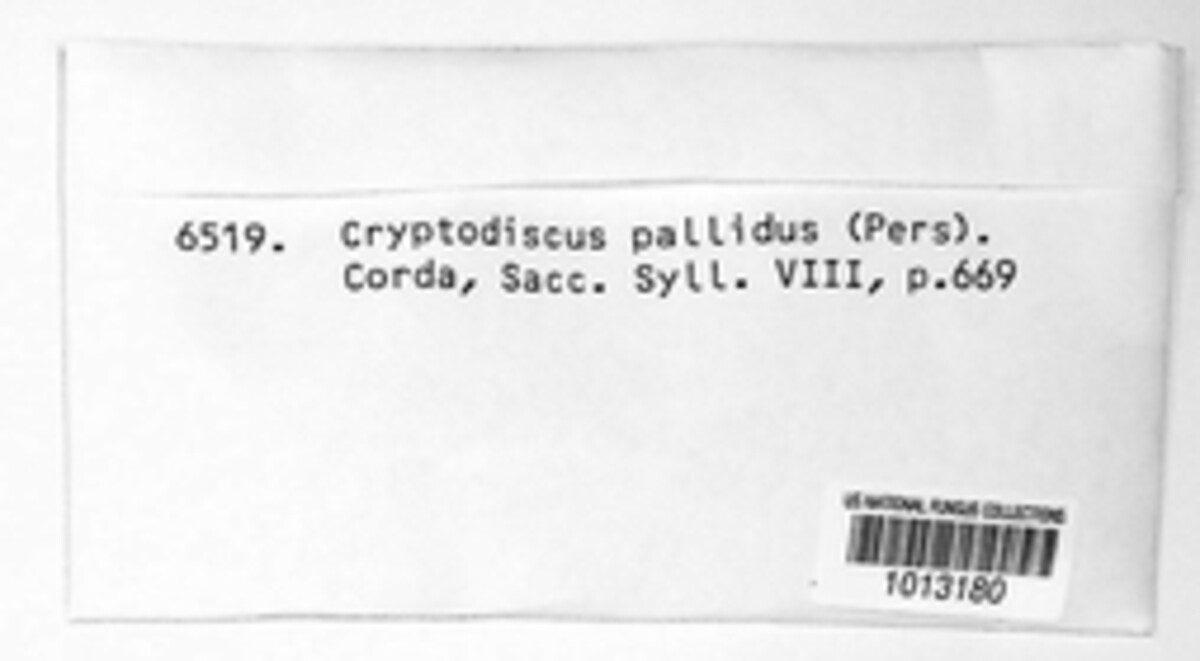 6519. Cryptodiscus pallidus (Pers).
Corda, Sacc. Syll. VIII, p.669
US NATIONAL FUNGUS COLLECTIONS
1013180